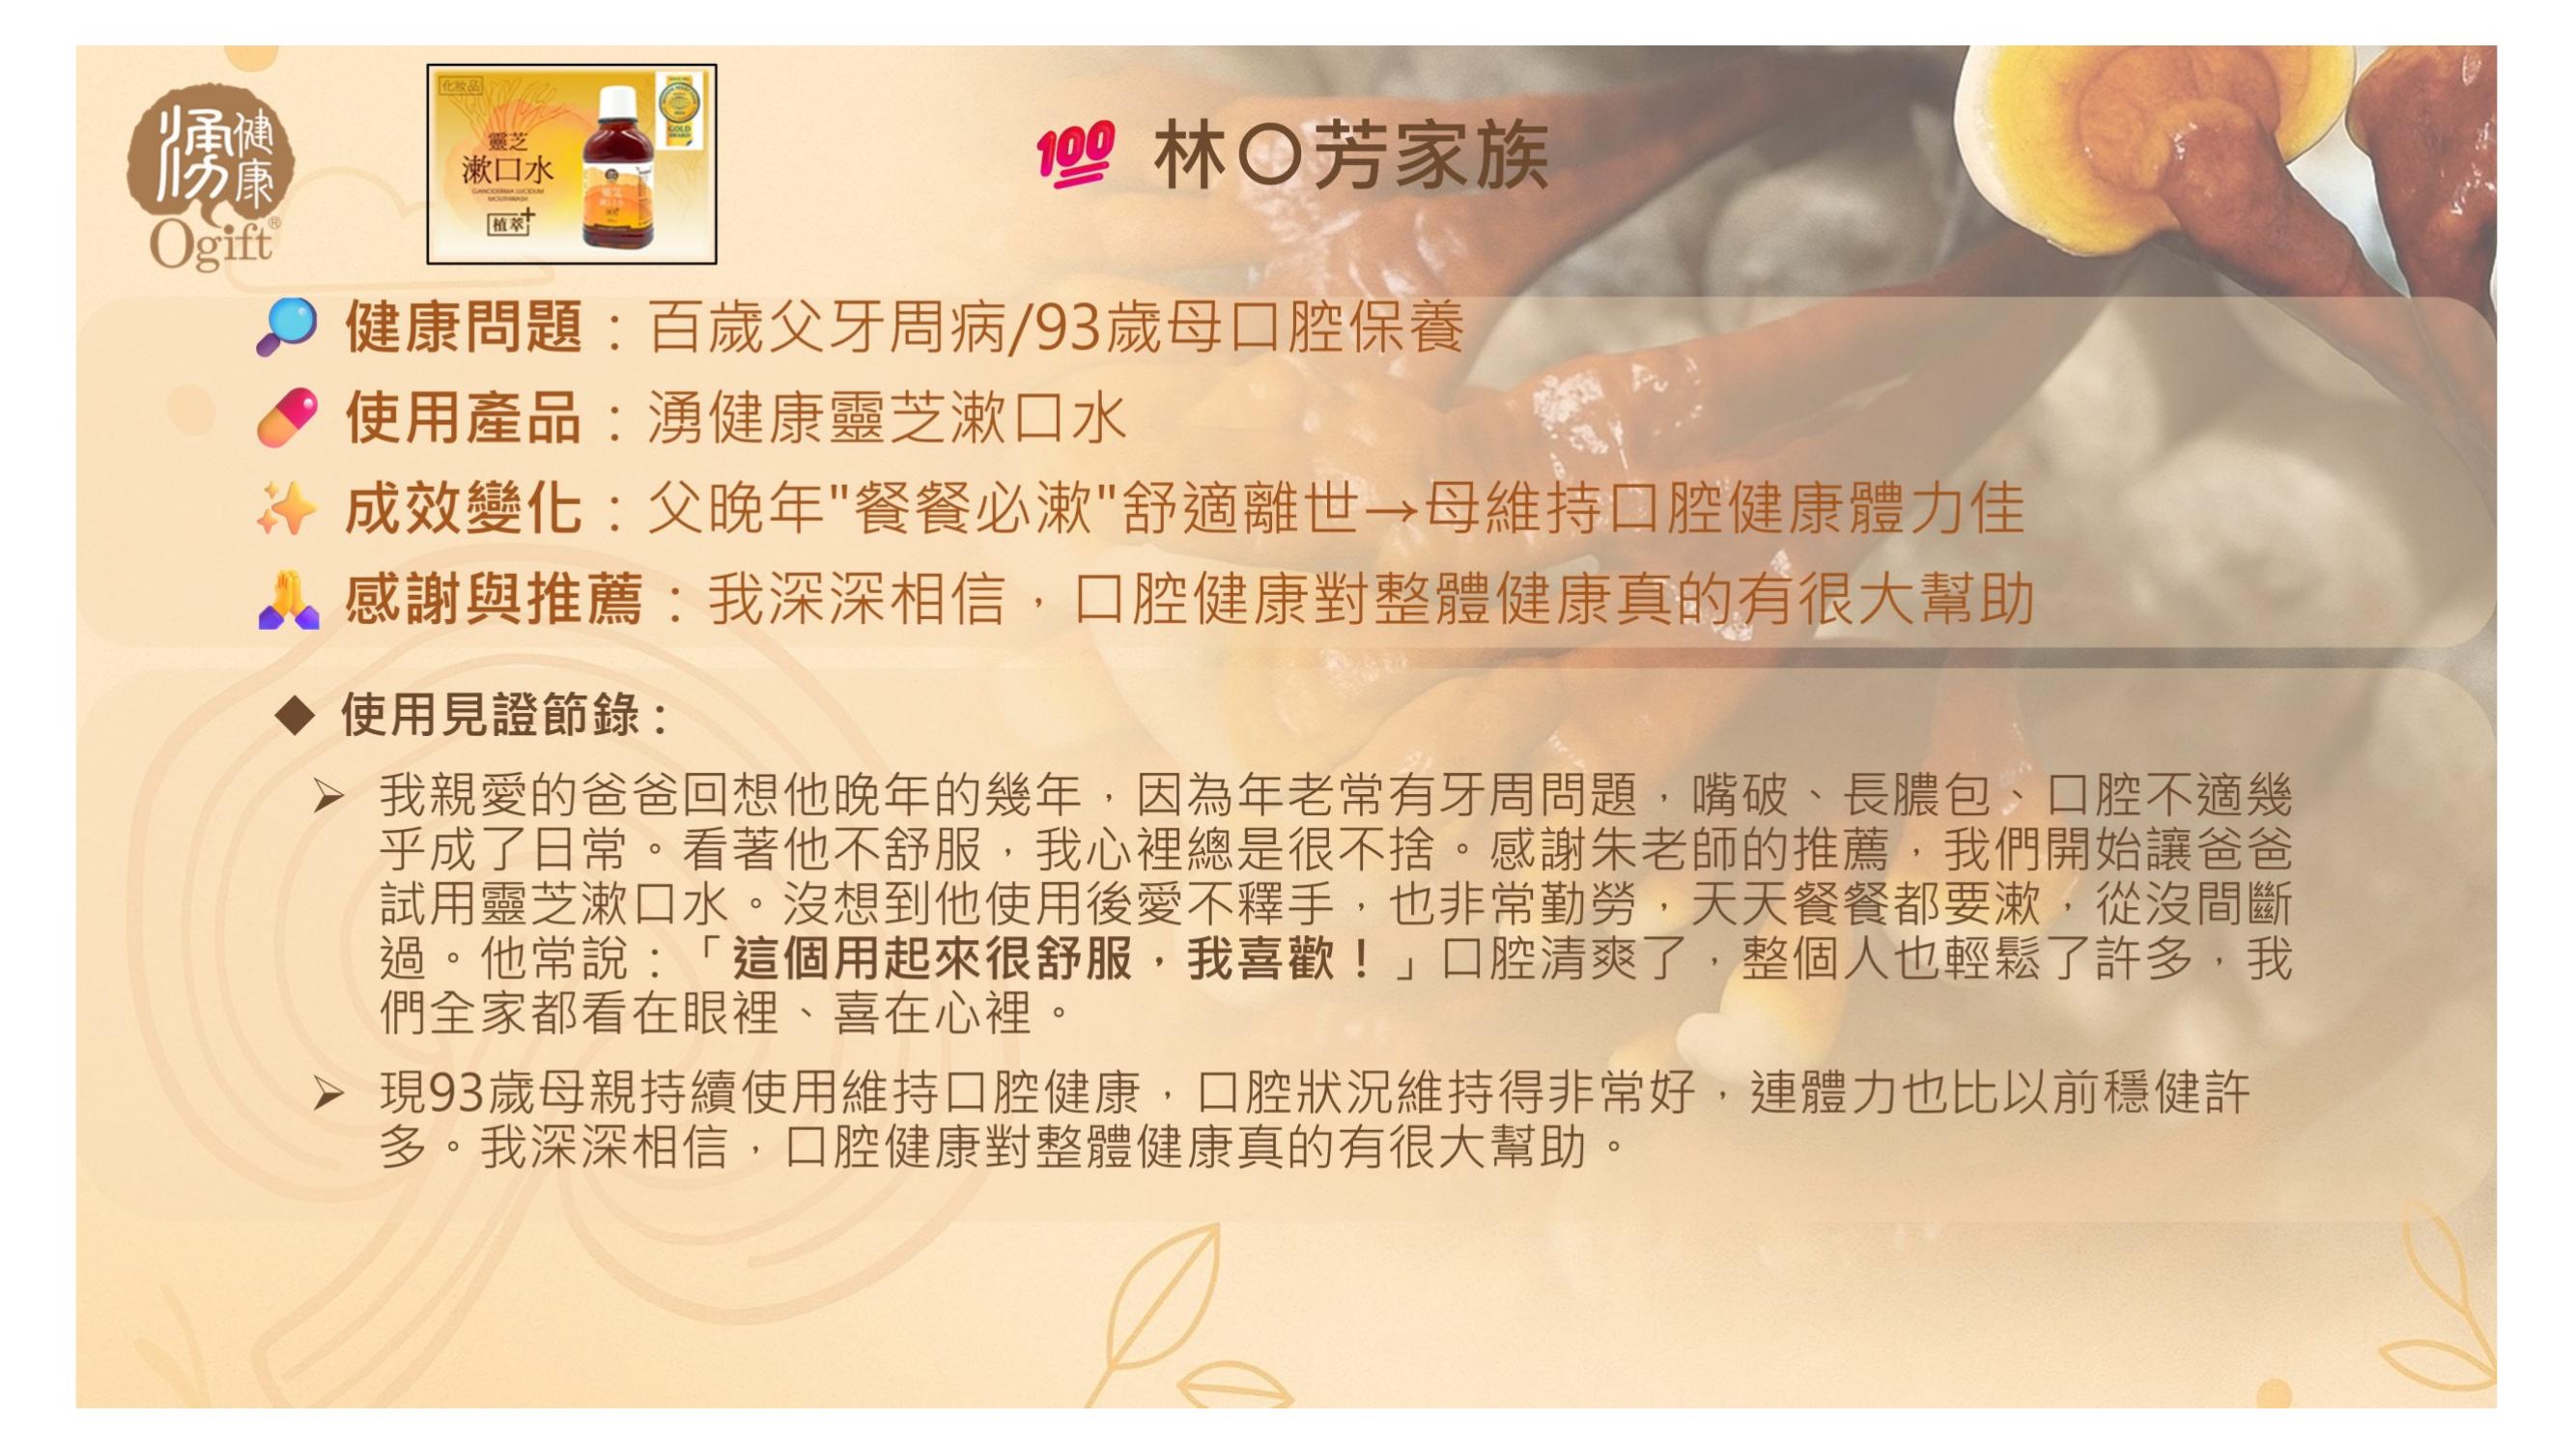 湧健康
Ogift®
化妝品
靈芝
漱口水
GANODERMA LUCIDUM
MOUTHWASH
植萃+
GOLD
💯 林〇芳家族
🔎 健康問題：百歲父牙周病/93歲母口腔保養
💊 使用產品：湧健康靈芝漱口水
✨ 成效變化：父晚年"餐餐必漱"舒適離世→母維持口腔健康體力佳
🙏 感謝與推薦：我深深相信，口腔健康對整體健康真的有很大幫助
◆ 使用見證節錄：
➢ 我親愛的爸爸回想他晚年的幾年，因為年老常有牙周問題，嘴破、長膿包、口腔不適幾
乎成了日常。看著他不舒服，我心裡總是很不捨。感謝朱老師的推薦，我們開始讓爸爸
試用靈芝漱口水。沒想到他使用後愛不釋手，也非常勤勞，天天餐餐都要漱，從沒間斷
過。他常說：「這個用起來很舒服，我喜歡！」口腔清爽了，整個人也輕鬆了許多，我
們全家都看在眼裡、喜在心裡。
➢ 現93歲母親持續使用維持口腔健康，口腔狀況維持得非常好，連體力也比以前穩健許
多。我深深相信，口腔健康對整體健康真的有很大幫助。